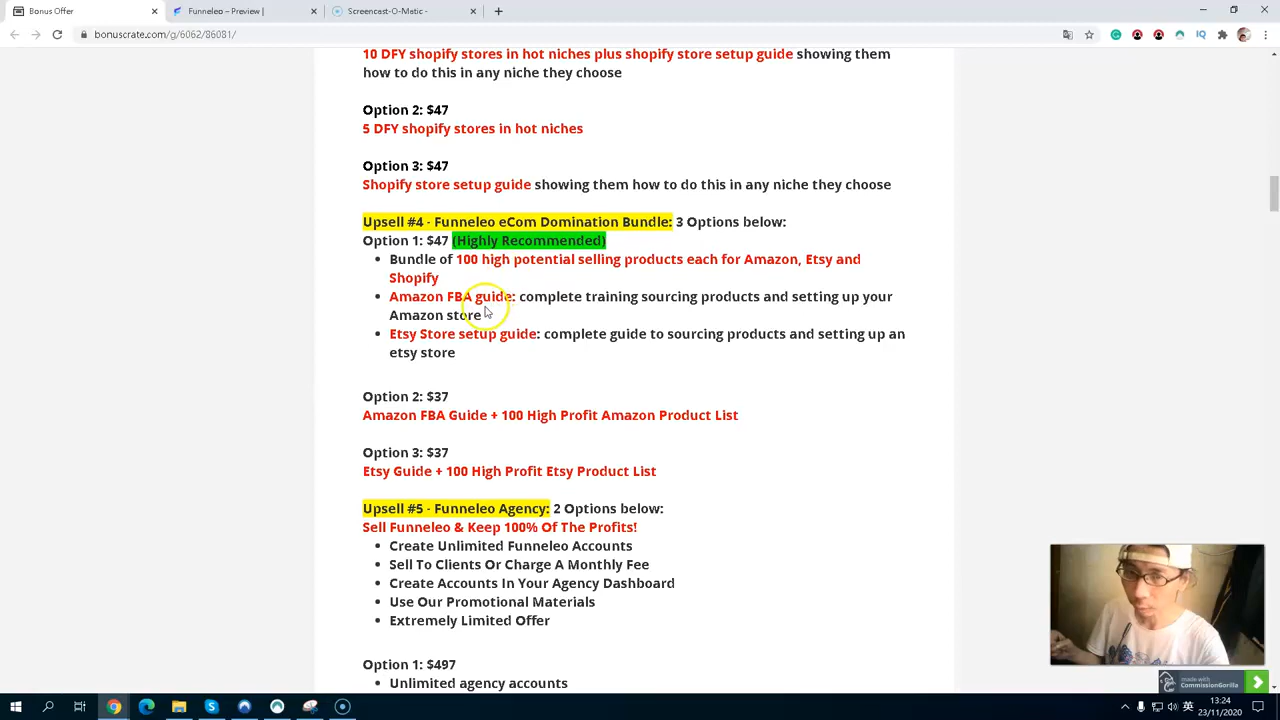 Bonus Offer
Funneleo – Preview |
Screencast-O-Matic -
bonuscrate.com/g/6062/86081/
10 DFY shopify stores in hot niches plus shopify store setup guide showing them
how to do this in any niche they choose
Option 2: $47
5 DFY shopify stores in hot niches
Option 3: $47
Shopify store setup guide showing them how to do this in any niche they choose
Upsell #4 - Funneleo eCom Domination Bundle: 3 Options below:
Option 1: $47 (Highly Recommended)
• Bundle of 100 high potential selling products each for Amazon, Etsy and
Shopify
• Amazon FBA guide: complete training sourcing products and setting up your
Amazon store
• Etsy Store setup guide: complete guide to sourcing products and setting up an
etsy store
Option 2: $37
Amazon FBA Guide + 100 High Profit Amazon Product List
Option 3: $37
Etsy Guide + 100 High Profit Etsy Product List
Upsell #5 - Funneleo Agency: 2 Options below:
Sell Funneleo & Keep 100% Of The Profits!
• Create Unlimited Funneleo Accounts
• Sell To Clients Or Charge A Monthly Fee
• Create Accounts In Your Agency Dashboard
• Use Our Promotional Materials
• Extremely Limited Offer
Option 1: $497
• Unlimited agency accounts
made with
CommissionGorilla
英
13:24
23/11/2020